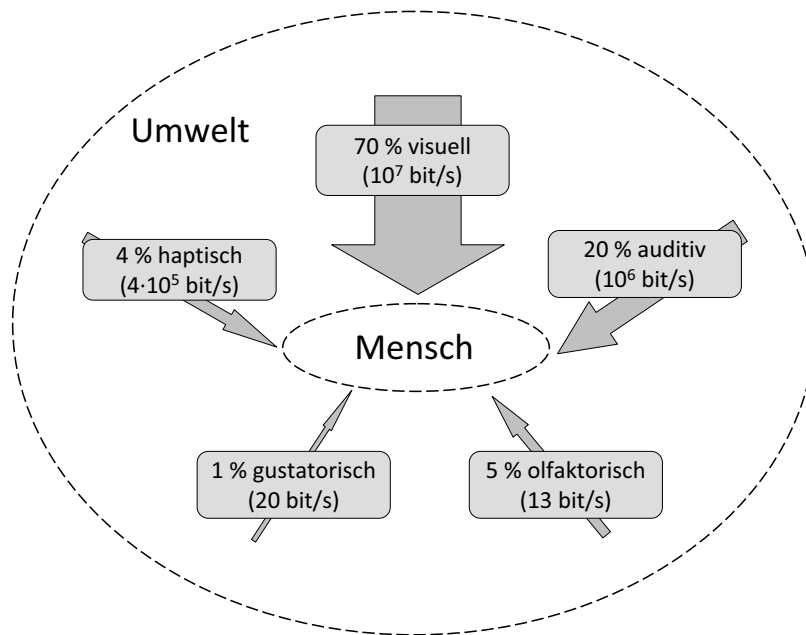 Umwelt
70 % visuell
(10⁷ bit/s)
4 % haptisch
(4·10⁵ bit/s)
20 % auditiv
(10⁶ bit/s)
Mensch
1 % gustatorisch
(20 bit/s)
5 % olfaktorisch
(13 bit/s)